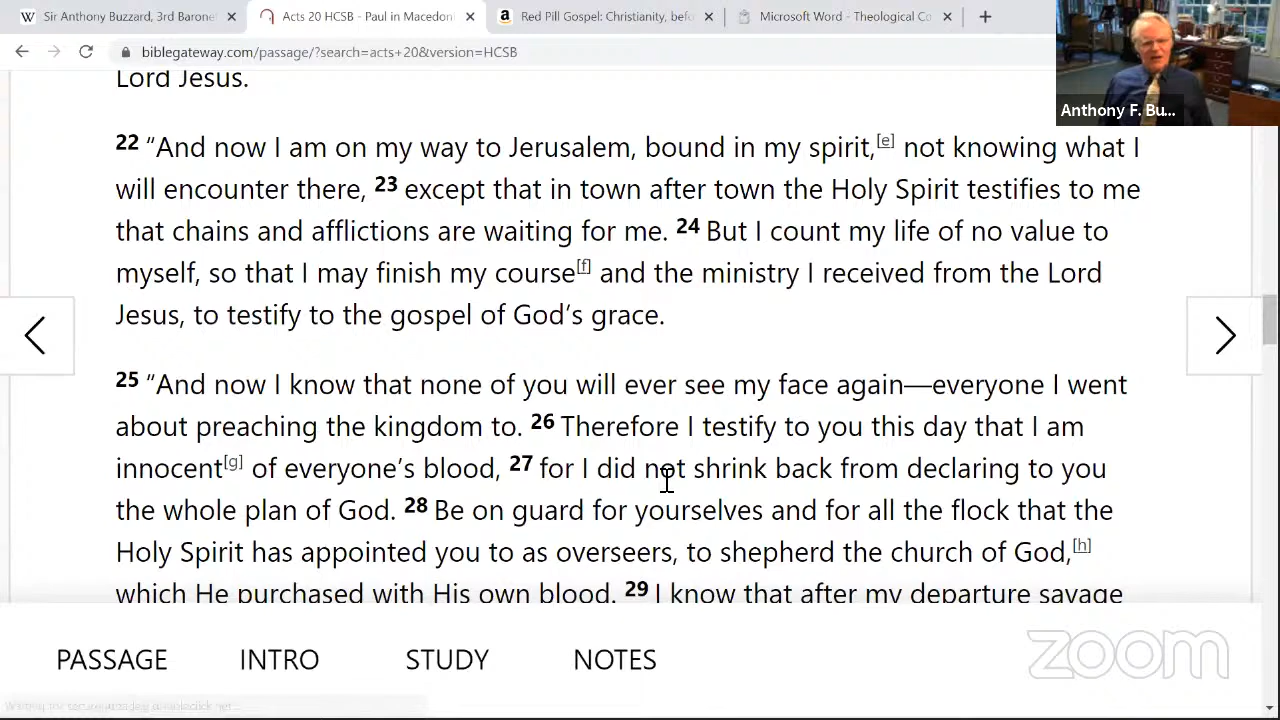 Sir Anthony Buzzard, 3rd Barone
Acts 20 HCSB - Paul in Macedoni
Red Pill Gospel: Christianity, befo
Microsoft Word - Theological Co
biblegateway.com/passage/?search=acts+20&version=HCSB
Anthony F. Bu...
Lord Jesus.
22 “And now I am on my way to Jerusalem, bound in my spirit,[e] not knowing what I
will encounter there, 23 except that in town after town the Holy Spirit testifies to me
that chains and afflictions are waiting for me. 24 But I count my life of no value to
myself, so that I may finish my course[f] and the ministry I received from the Lord
Jesus, to testify to the gospel of God’s grace.
25 “And now I know that none of you will ever see my face again—everyone I went
about preaching the kingdom to. 26 Therefore I testify to you this day that I am
innocent[g] of everyone’s blood, 27 for I did not shrink back from declaring to you
the whole plan of God. 28 Be on guard for yourselves and for all the flock that the
Holy Spirit has appointed you to as overseers, to shepherd the church of God,[h]
which He purchased with His own blood. 29 I know that after my departure savage
PASSAGE INTRO STUDY NOTES
zoom
Waiting for